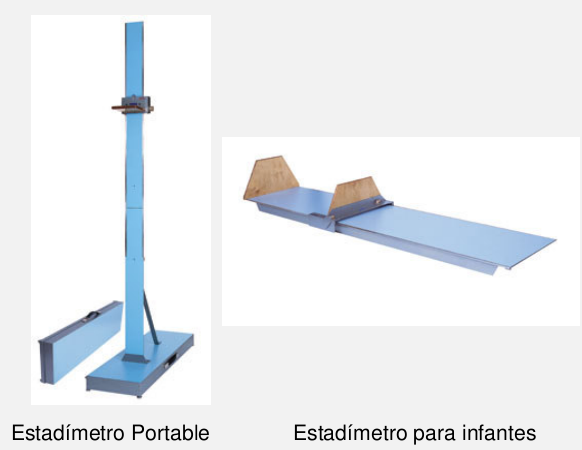 Estadímetro Portable
Estadímetro para infantes